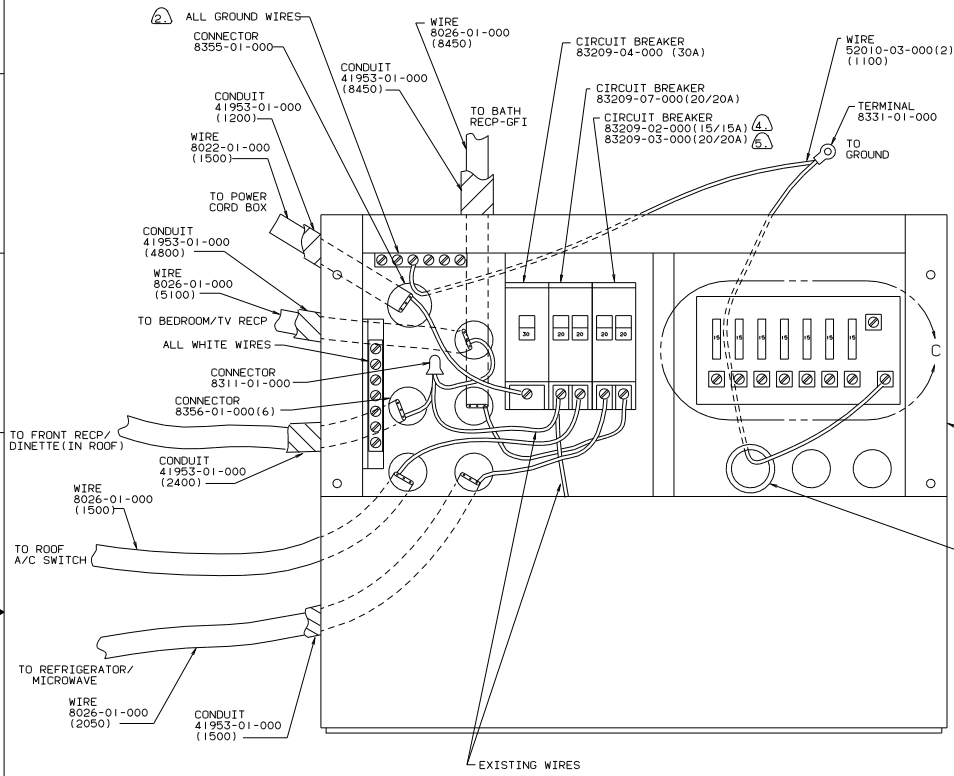 2. ALL GROUND WIRES
CONNECTOR
8355-01-000
WIRE
8026-01-000
(8450)
CONDUIT
41953-01-000
(8450)
CIRCUIT BREAKER
83209-04-000 (30A)
WIRE
52010-03-000(2)
(1100)
CIRCUIT BREAKER
83209-07-000(20/20A)
CIRCUIT BREAKER
83209-02-000(15/15A) 4.
83209-03-000(20/20A) 5.
TERMINAL
8331-01-000
TO
GROUND
CONDUIT
41953-01-000
(1200)
TO BATH
RECP-GFI
WIRE
8022-01-000
(1500)
TO POWER
CORD BOX
CONDUIT
41953-01-000
(4800)
WIRE
8026-01-000
(5100)
TO BEDROOM/TV RECP
ALL WHITE WIRES
CONNECTOR
8311-01-000
CONNECTOR
8356-01-000(6)
30
20 20
20 20
15 15 15 15 15 15 15
C
TO FRONT RECP/
DINETTE(IN ROOF)
CONDUIT
41953-01-000
(2400)
WIRE
8026-01-000
(1500)
TO ROOF
A/C SWITCH
TO REFRIGERATOR/
MICROWAVE
WIRE
8026-01-000
(2050)
CONDUIT
41953-01-000
(1500)
EXISTING WIRES